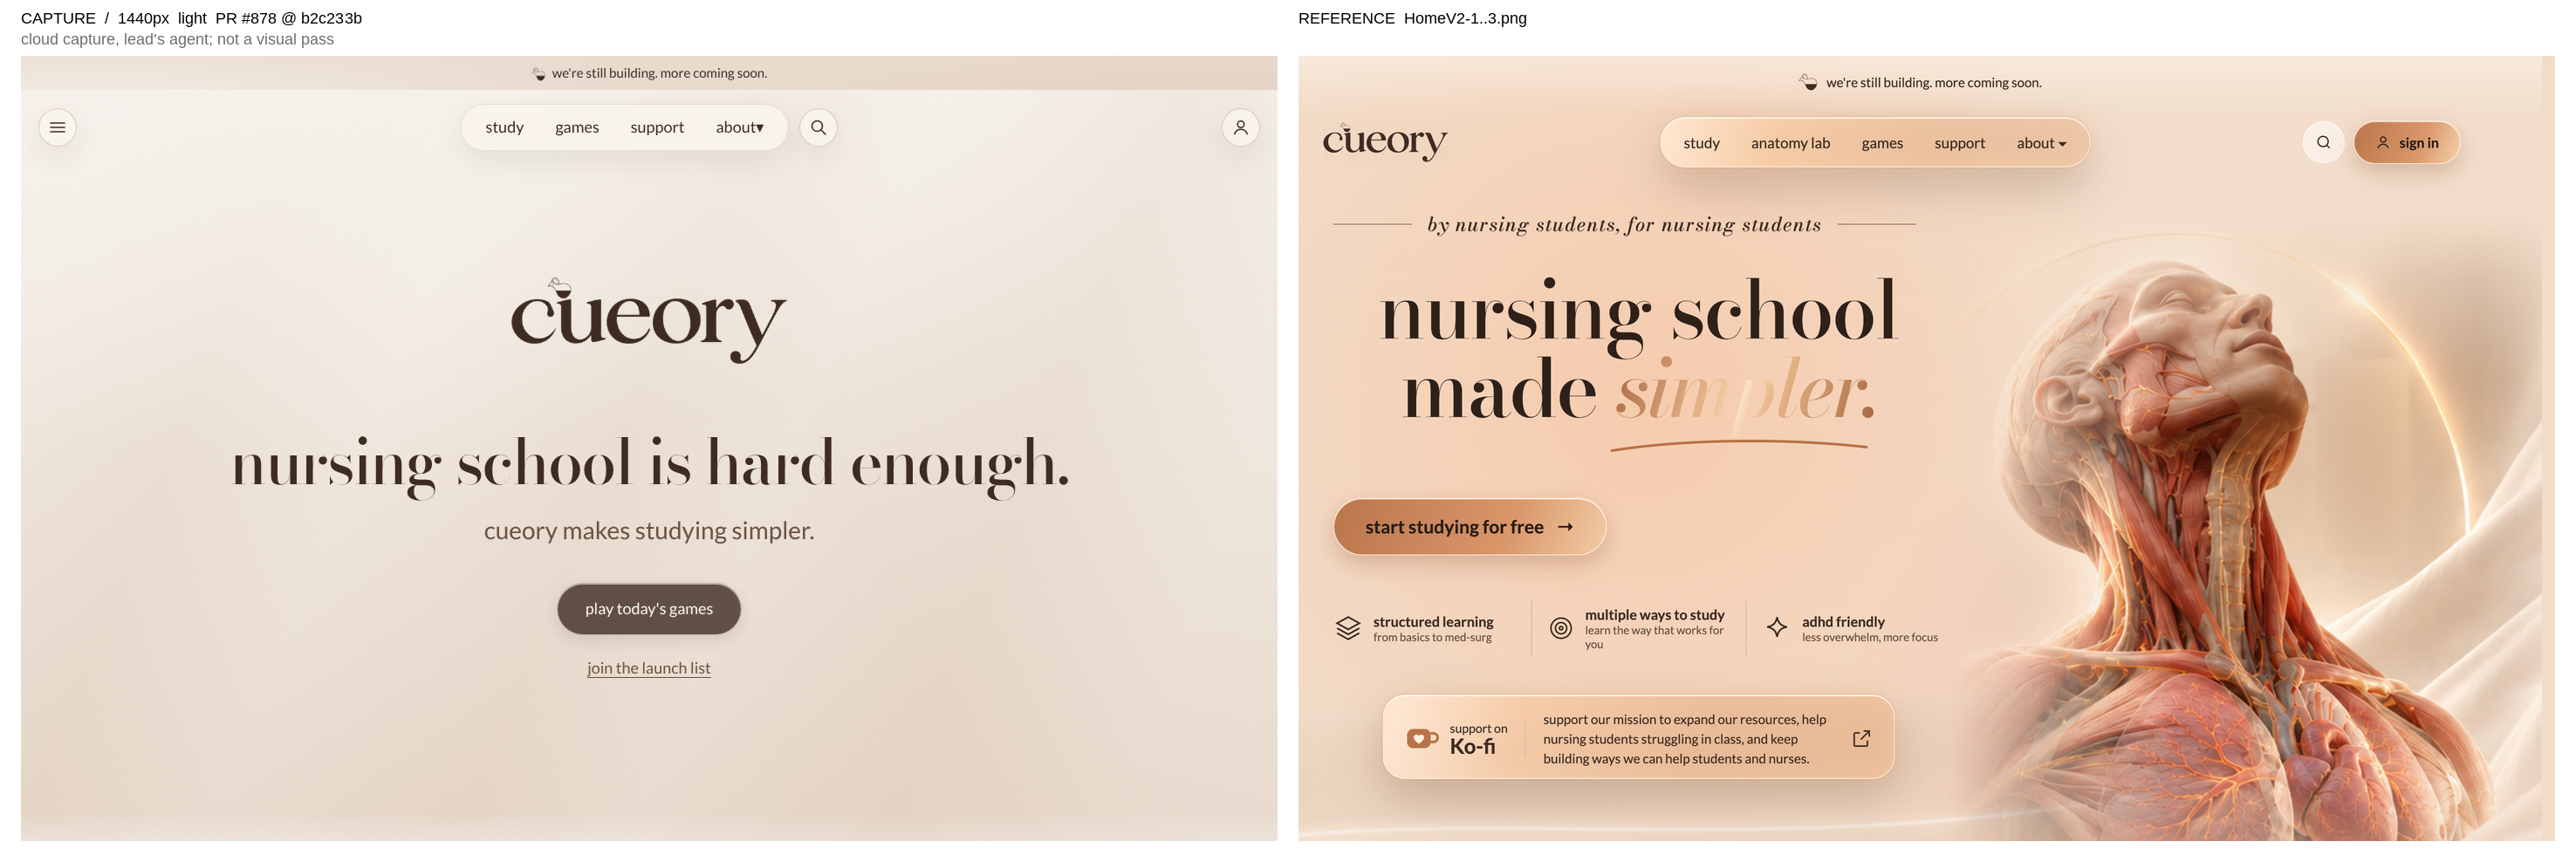 CAPTURE / 1440px light PR #878 @ b2c233b
cloud capture, lead's agent; not a visual pass
we're still building. more coming soon.
study games support about▾
cueory
nursing school is hard enough.
cueory makes studying simpler.
play today's games
join the launch list
REFERENCE HomeV2-1..3.png
we're still building. more coming soon.
cueory
study anatomy lab games support about
sign in
by nursing students, for nursing students
nursing school
made simpler.
start studying for free →
structured learning
from basics to med-surg
multiple ways to study
learn the way that works for
you
adhd friendly
less overwhelm, more focus
support on
Ko-fi
support our mission to expand our resources, help
nursing students struggling in class, and keep
building ways we can help students and nurses.